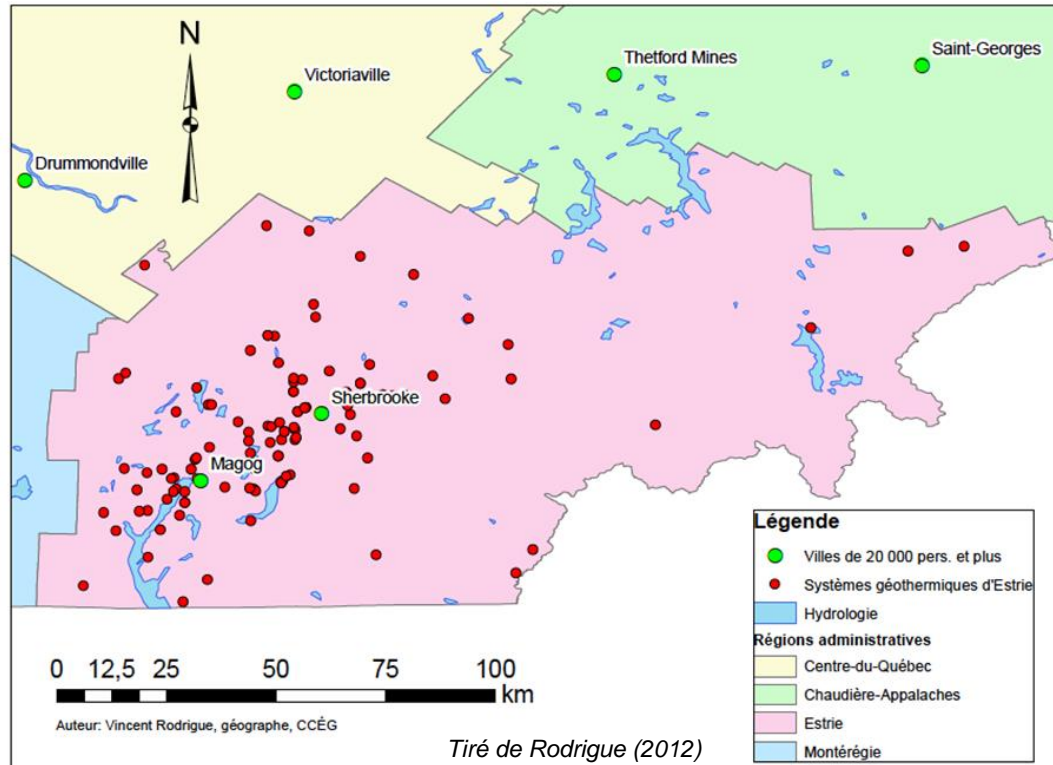 N
Saint-Georges
Thetford Mines
Victoriaville
Drummondville
Sherbrooke
Magog
Légende
Villes de 20 000 pers. et plus
Systèmes géothermiques d'Estrie
Hydrologie
Régions administratives
Centre-du-Québec
Chaudière-Appalaches
Estrie
Montérégie
0 12,5 25 50 75 100
km
Auteur: Vincent Rodrigue, géographe, CCÉG
Tiré de Rodrigue (2012)